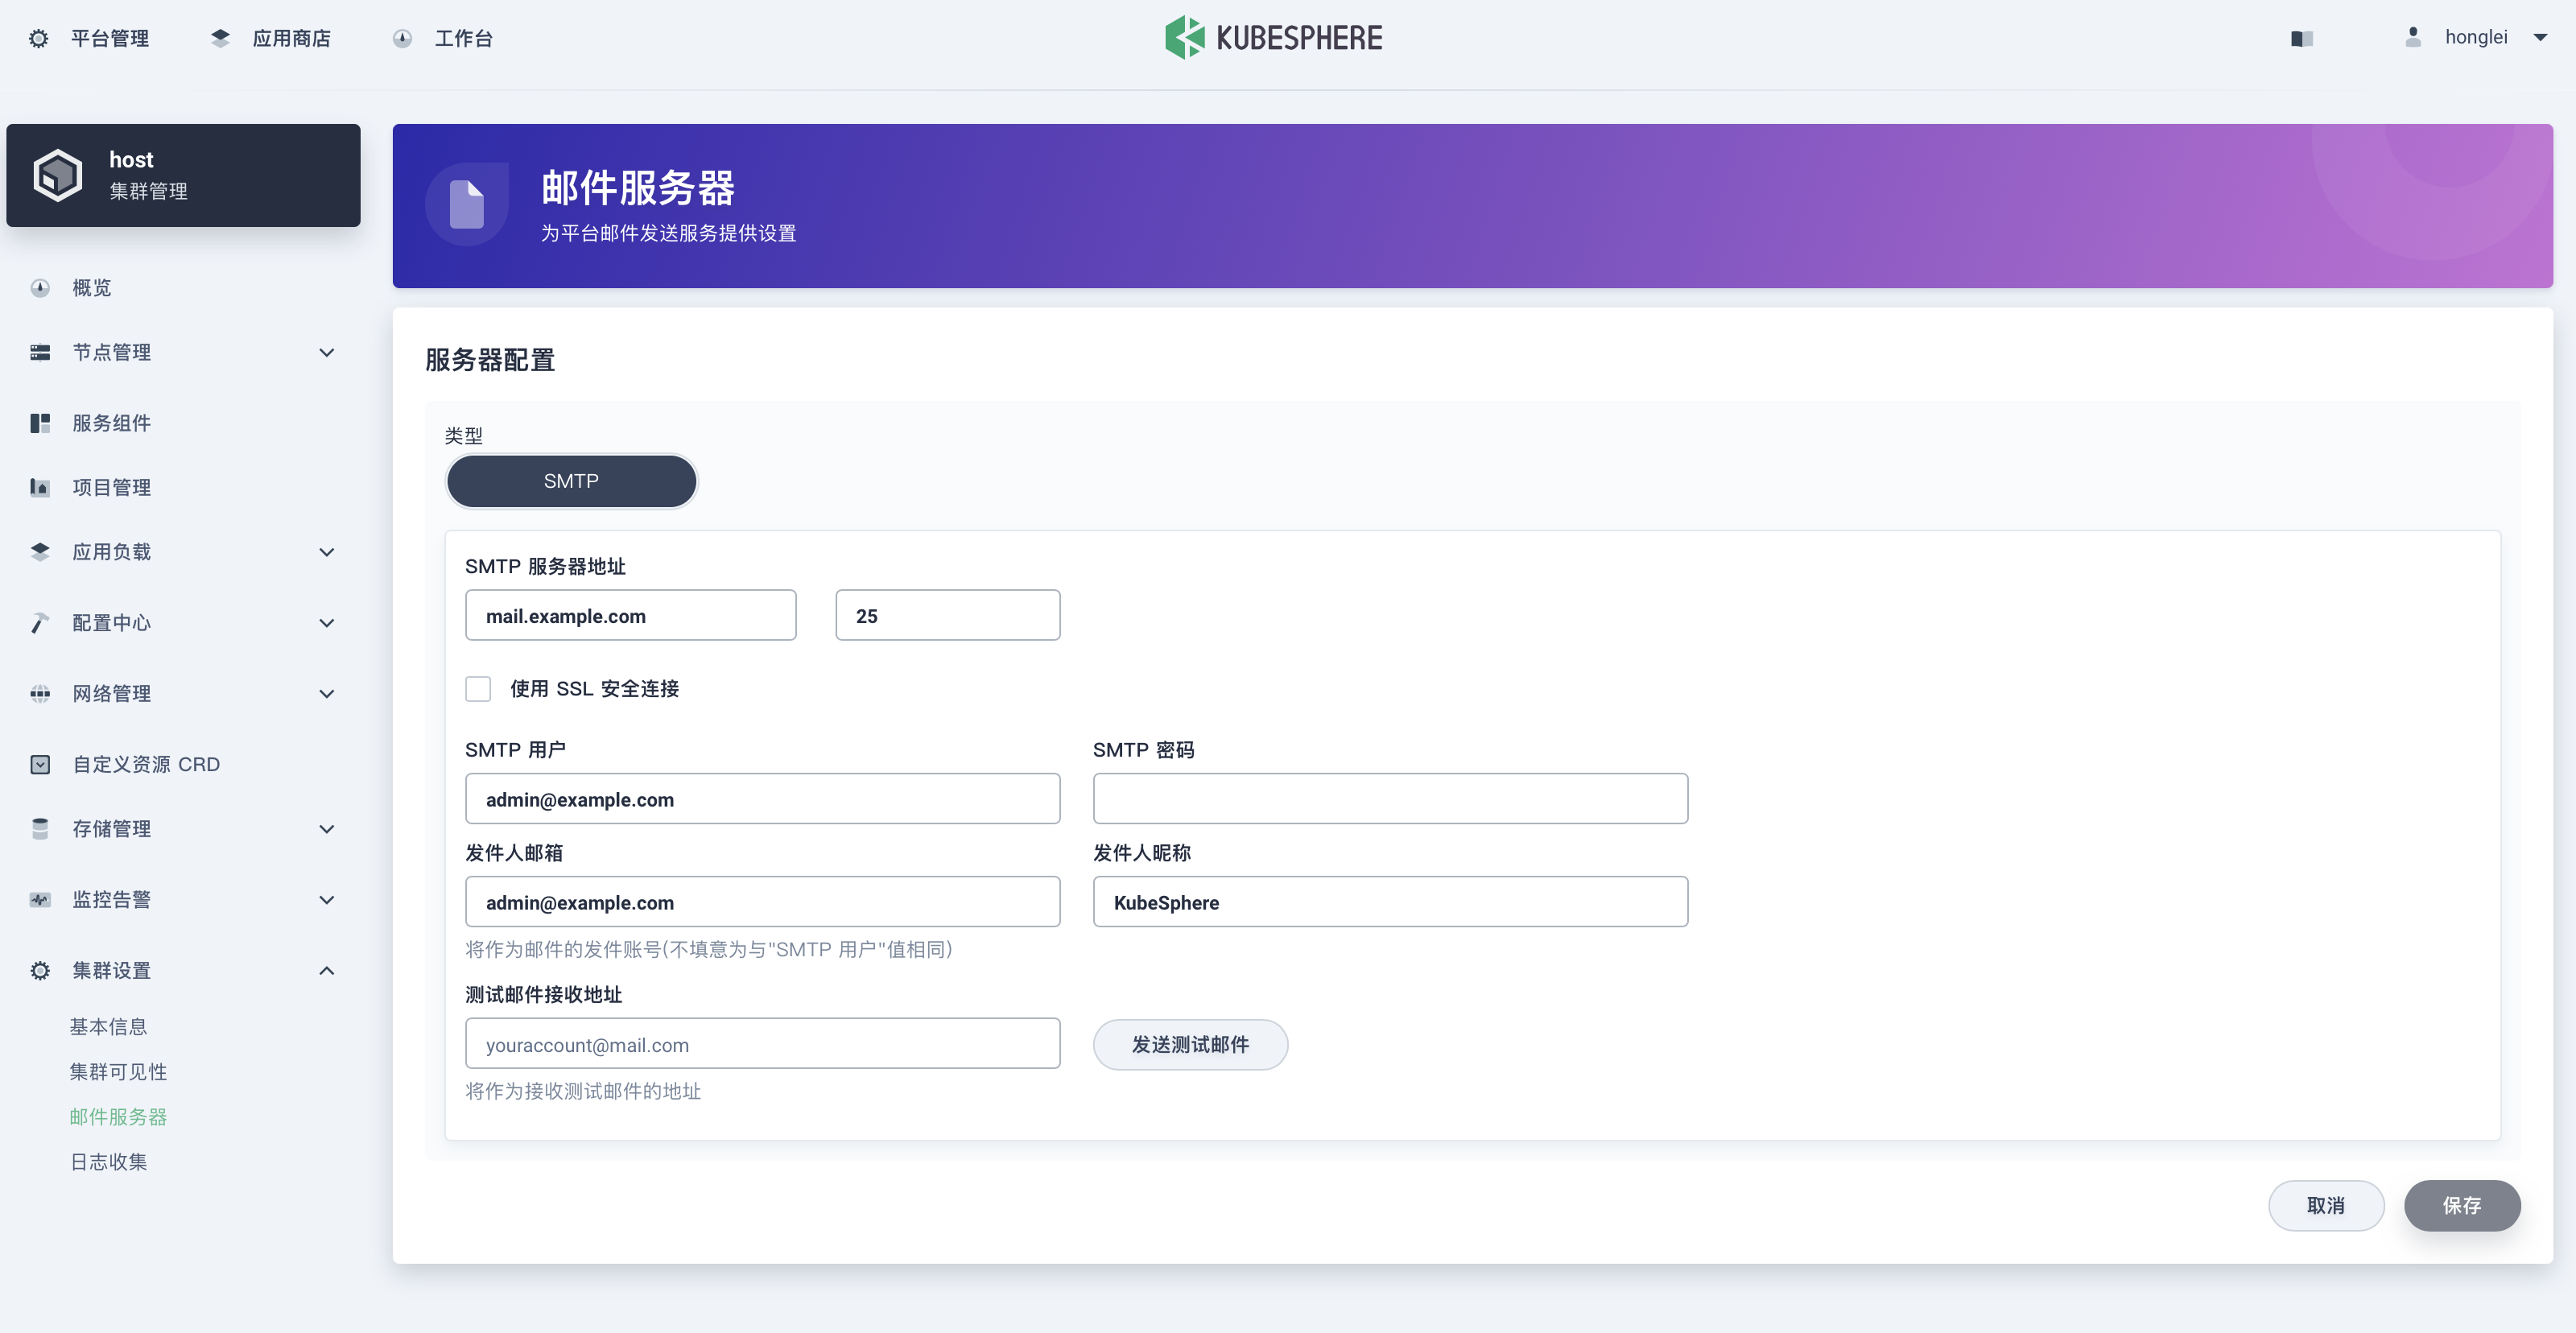 平台管理
应用商店
工作台
KUBESPHERE
honglei
host
集群管理
概览
节点管理
服务组件
项目管理
应用负载
配置中心
网络管理
自定义资源 CRD
存储管理
监控告警
集群设置
基本信息
集群可见性
邮件服务器
日志收集
邮件服务器
为平台邮件发送服务提供设置
服务器配置
类型
SMTP
SMTP 服务器地址
mail.example.com
25
使用 SSL 安全连接
SMTP 用户
SMTP 密码
admin@example.com
发件人邮箱
发件人昵称
admin@example.com
KubeSphere
将作为邮件的发件账号(不填意为与"SMTP 用户"值相同)
测试邮件接收地址
youraccount@mail.com
发送测试邮件
将作为接收测试邮件的地址
取消
保存